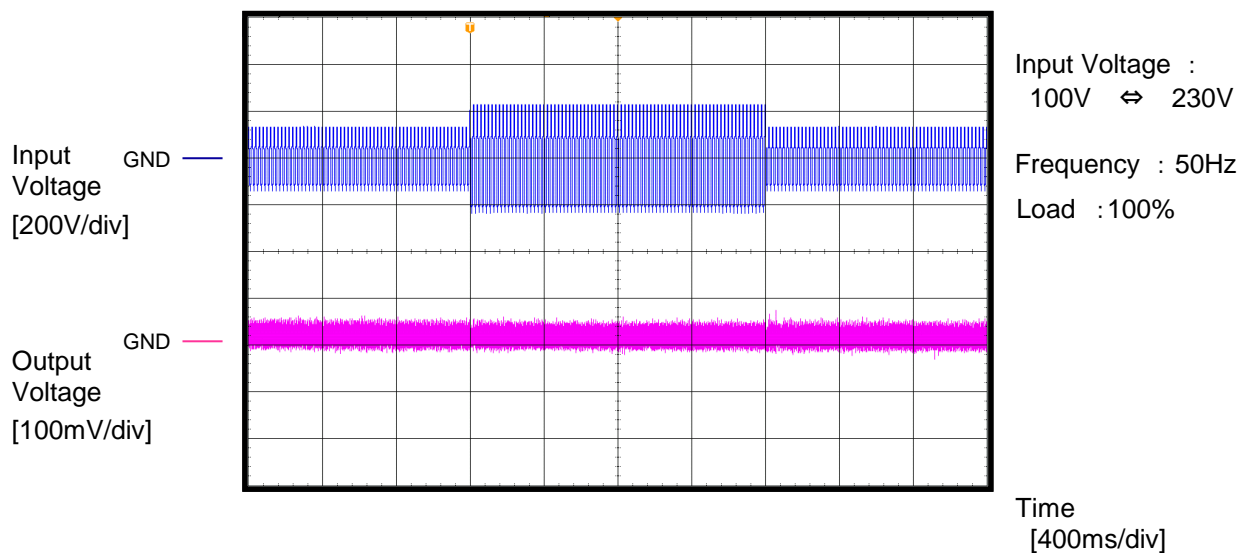 T
Input Voltage :
100V ⇔ 230V
Input
Voltage
[200V/div]
GND
Frequency : 50Hz
Load :100%
GND
Output
Voltage
[100mV/div]
Time
[400ms/div]